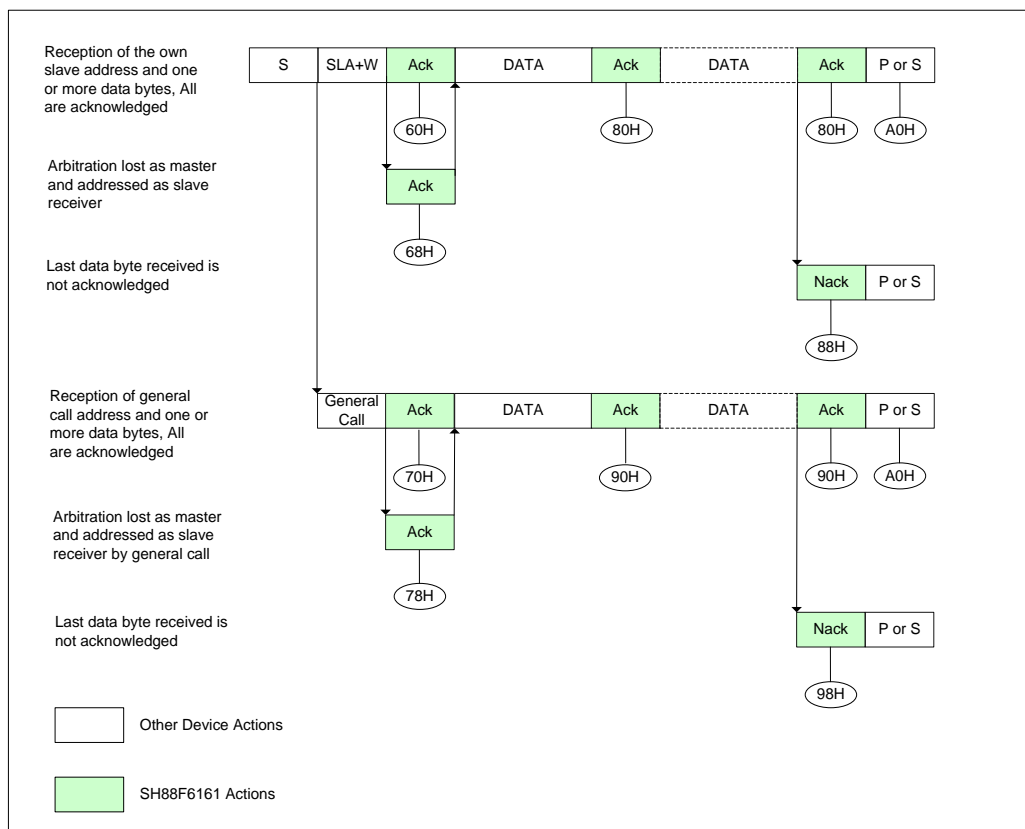 Reception of the own
slave address and one
or more data bytes, All
are acknowledged
S SLA+W Ack DATA Ack DATA Ack P or S
60H 80H 80H A0H
Arbitration lost as master
and addressed as slave
receiver
Ack
68H
Last data byte received is
not acknowledged
Nack P or S
88H
Reception of general
call address and one or
more data bytes, All
are acknowledged
General
Call
Ack DATA Ack DATA Ack P or S
70H 90H 90H A0H
Arbitration lost as master
and addressed as slave
receiver by general call
Ack
78H
Last data byte received is
not acknowledged
Nack P or S
98H
Other Device Actions
SH88F6161 Actions